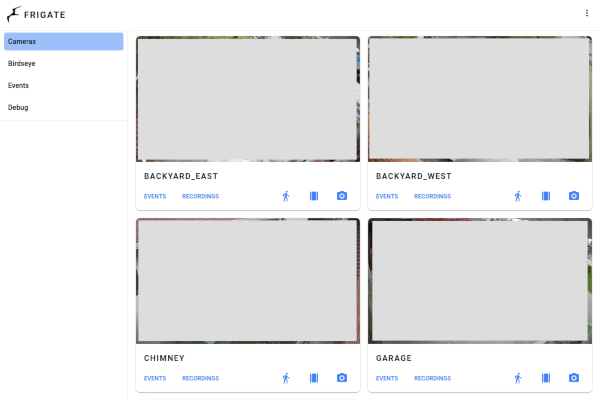 FRIGATE
Cameras
Birdseye
Events
Debug
BACKYARD_EAST
EVENTS RECORDINGS
BACKYARD_WEST
EVENTS RECORDINGS
CHIMNEY
EVENTS RECORDINGS
GARAGE
EVENTS RECORDINGS